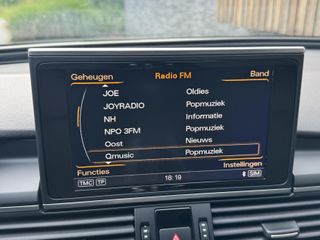 Geheugen Radio FM Band
JOE Oldies
JOYRADIO Popmuziek
NH Informatie
NPO 3FM Popmuziek
Oost Nieuws
Qmusic Popmuziek
Functies Instellingen
TMC TP 18:19 SIM